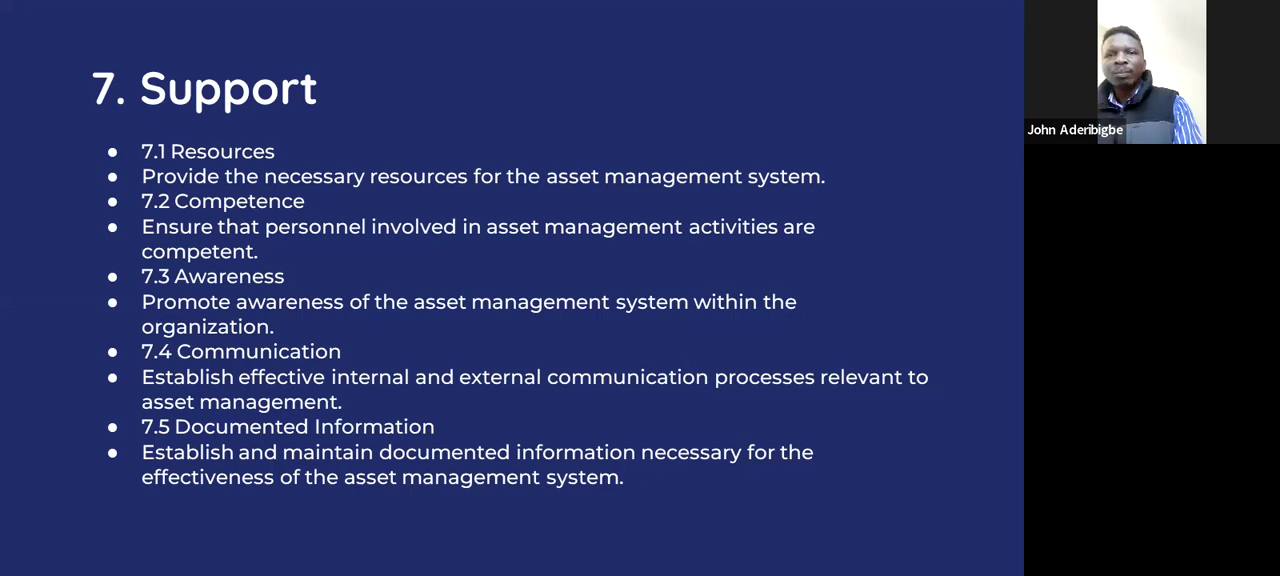 7. Support
● 7.1 Resources
● Provide the necessary resources for the asset management system.
● 7.2 Competence
● Ensure that personnel involved in asset management activities are
competent.
● 7.3 Awareness
● Promote awareness of the asset management system within the
organization.
● 7.4 Communication
● Establish effective internal and external communication processes relevant to
asset management.
● 7.5 Documented Information
● Establish and maintain documented information necessary for the
effectiveness of the asset management system.
John Aderibigbe